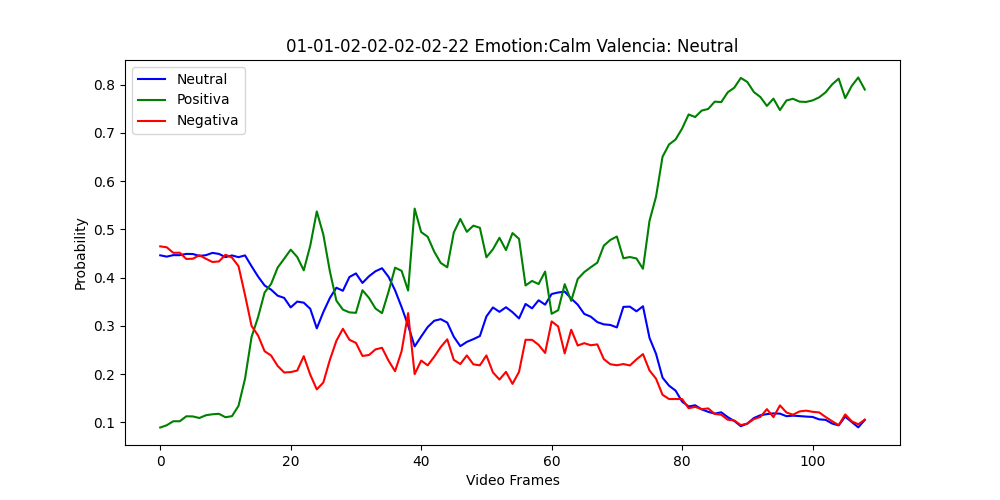 01-01-02-02-02-02-22 Emotion:Calm Valencia: Neutral
Neutral
Positiva
Negativa
Probability
0.8
0.7
0.6
0.5
0.4
0.3
0.2
0.1
0 20 40 60 80 100
Video Frames